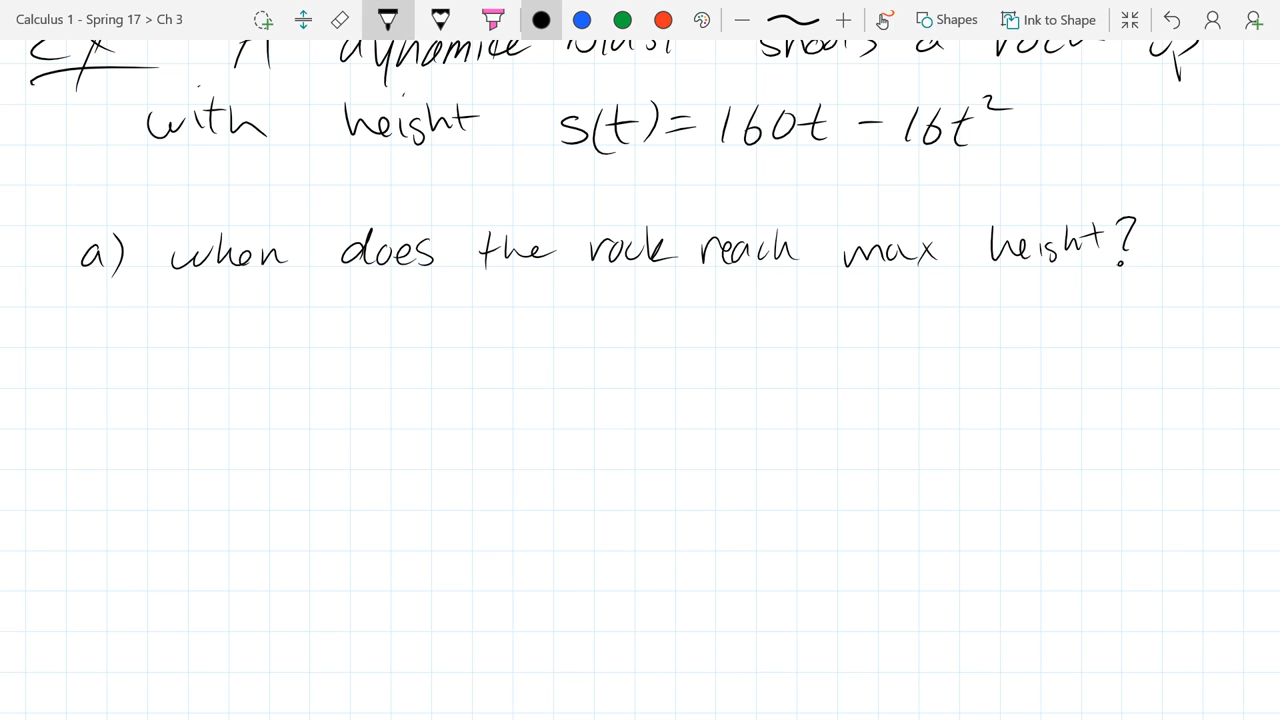 Calculus 1 - Spring 17 > Ch 3 Shapes Ink to Shape
Ex A dynamite blast shoots a rock up
with height s(t) = 160t - 16t²
a) when does the rock reach max height?